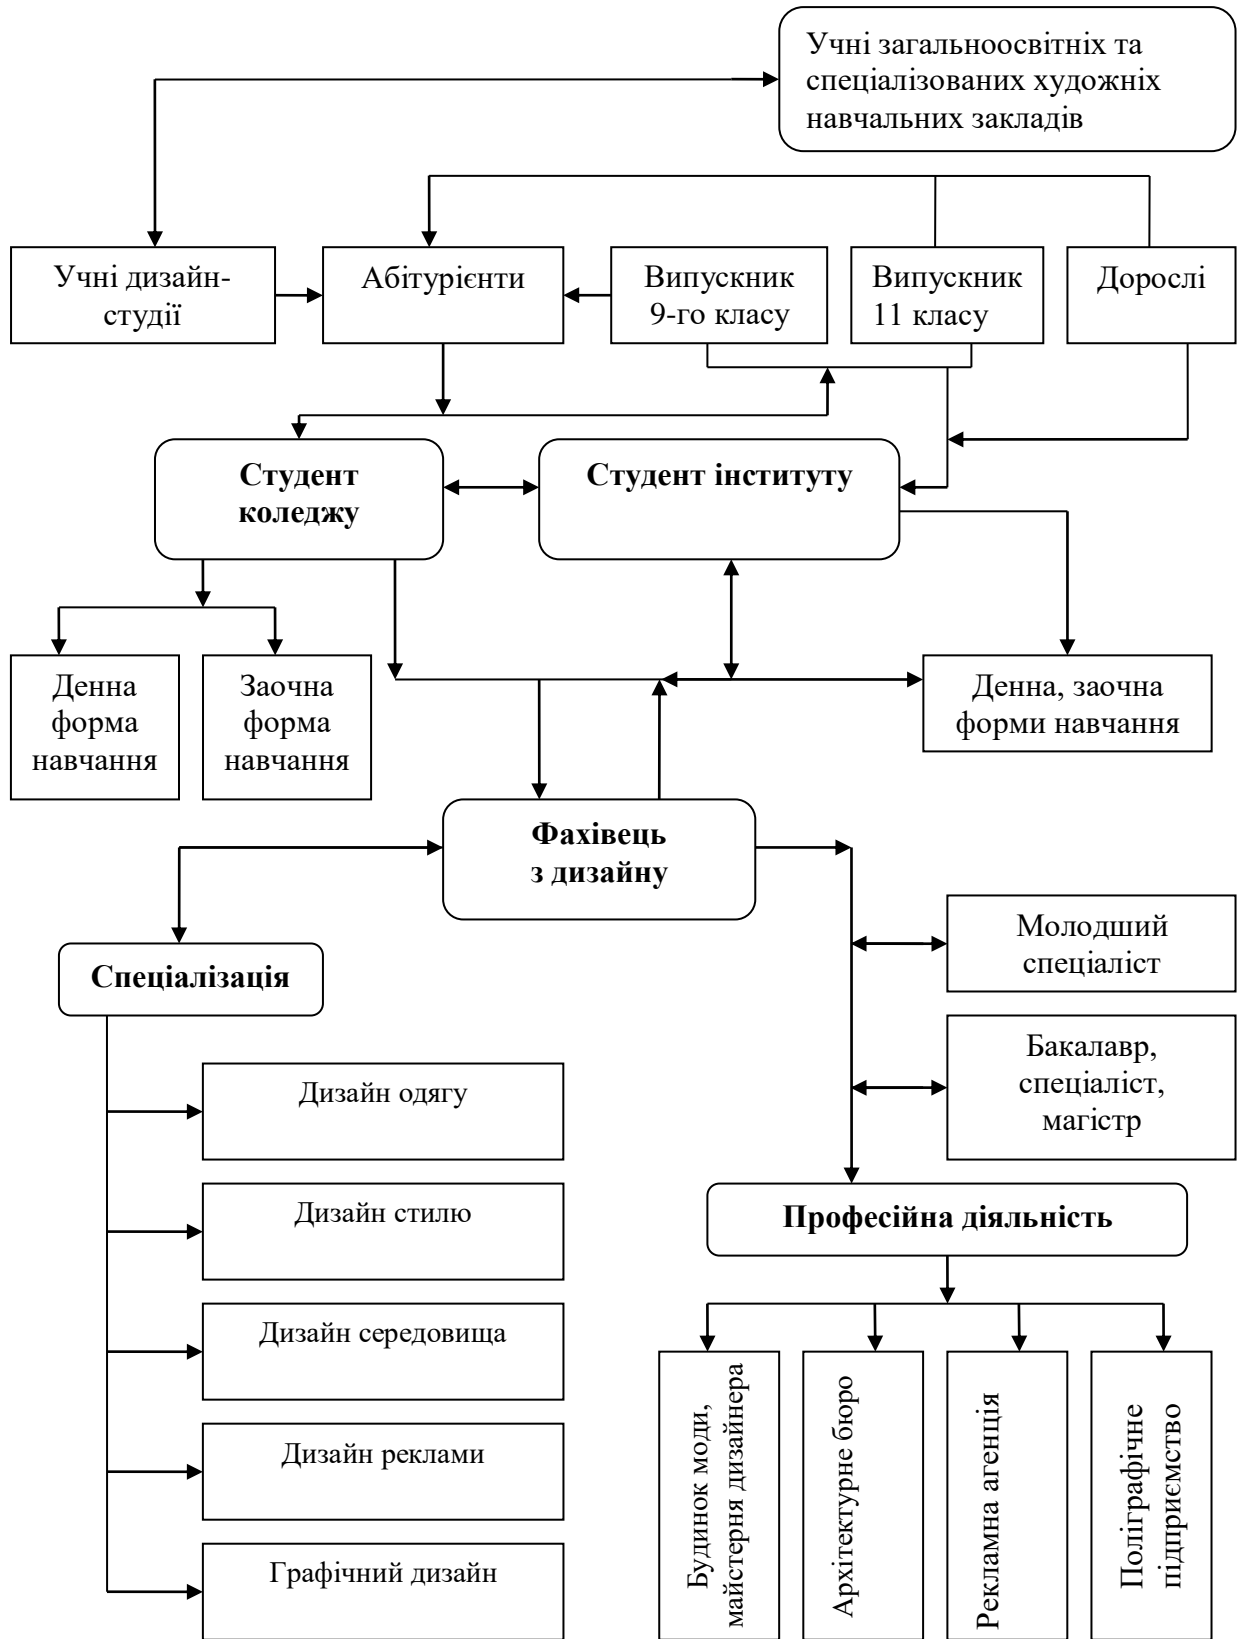 Учні загальноосвітніх та
спеціалізованих художніх
навчальних закладів
Учні дизайн-
студії
Абітурієнти
Випускник
9-го класу
Випускник
11 класу
Дорослі
Студент
коледжу
Студент інституту
Денна
форма
навчання
Заочна
форма
навчання
Денна, заочна
форми навчання
Фахівець
з дизайну
Молодший
спеціаліст
Спеціалізація
Бакалавр,
спеціаліст,
магістр
Дизайн одягу
Дизайн стилю
Дизайн середовища
Дизайн реклами
Графічний дизайн
Професійна діяльність
Будинок моди,
майстерня дизайнера
Архітектурне бюро
Рекламна агенція
Поліграфічне
підприємство